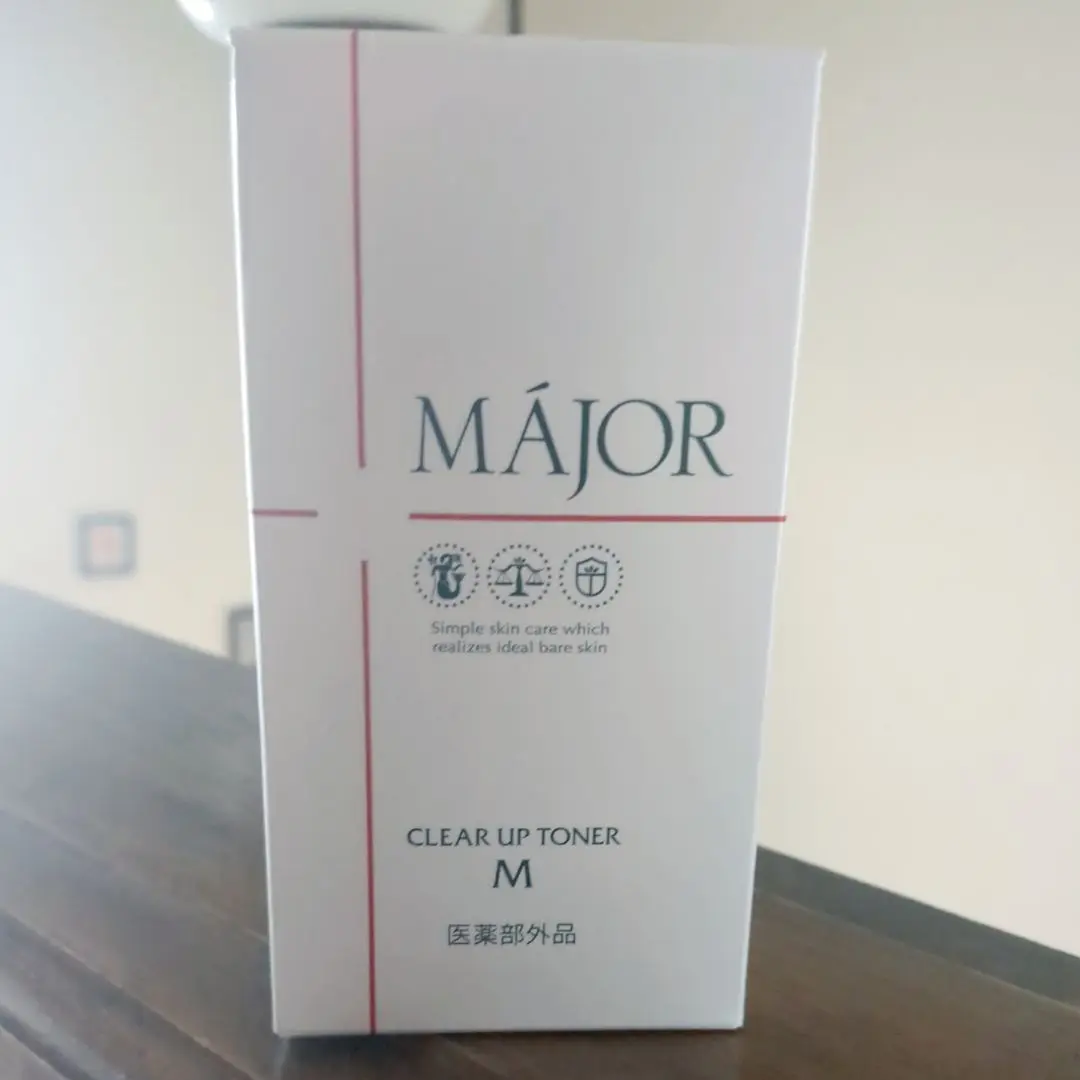 MÁJOR
Simple skin care which
realizes ideal bare skin
CLEAR UP TONER
M
医薬部外品